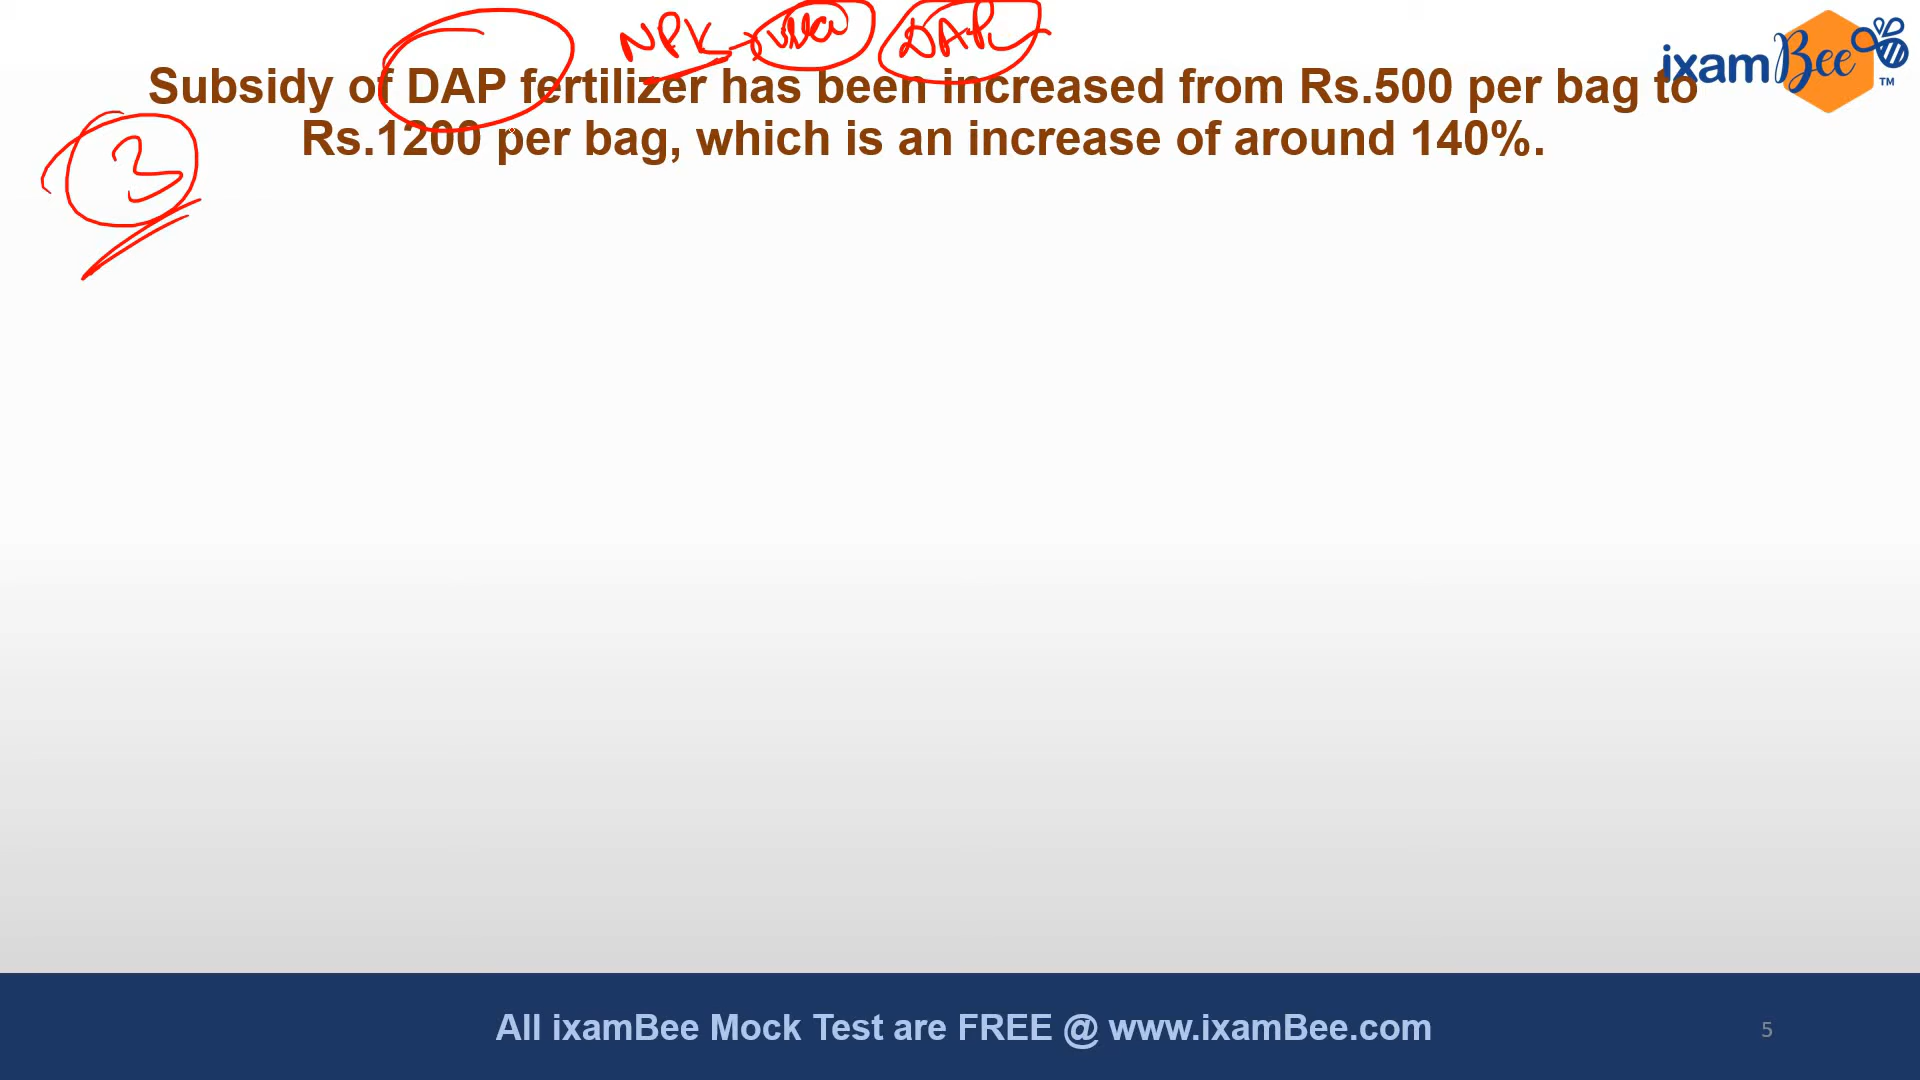 NPK Urea DAP
ixamBee TM
Subsidy of DAP fertilizer has been increased from Rs.500 per bag to
Rs.1200 per bag, which is an increase of around 140%.
3
All ixamBee Mock Test are FREE @ www.ixamBee.com
5